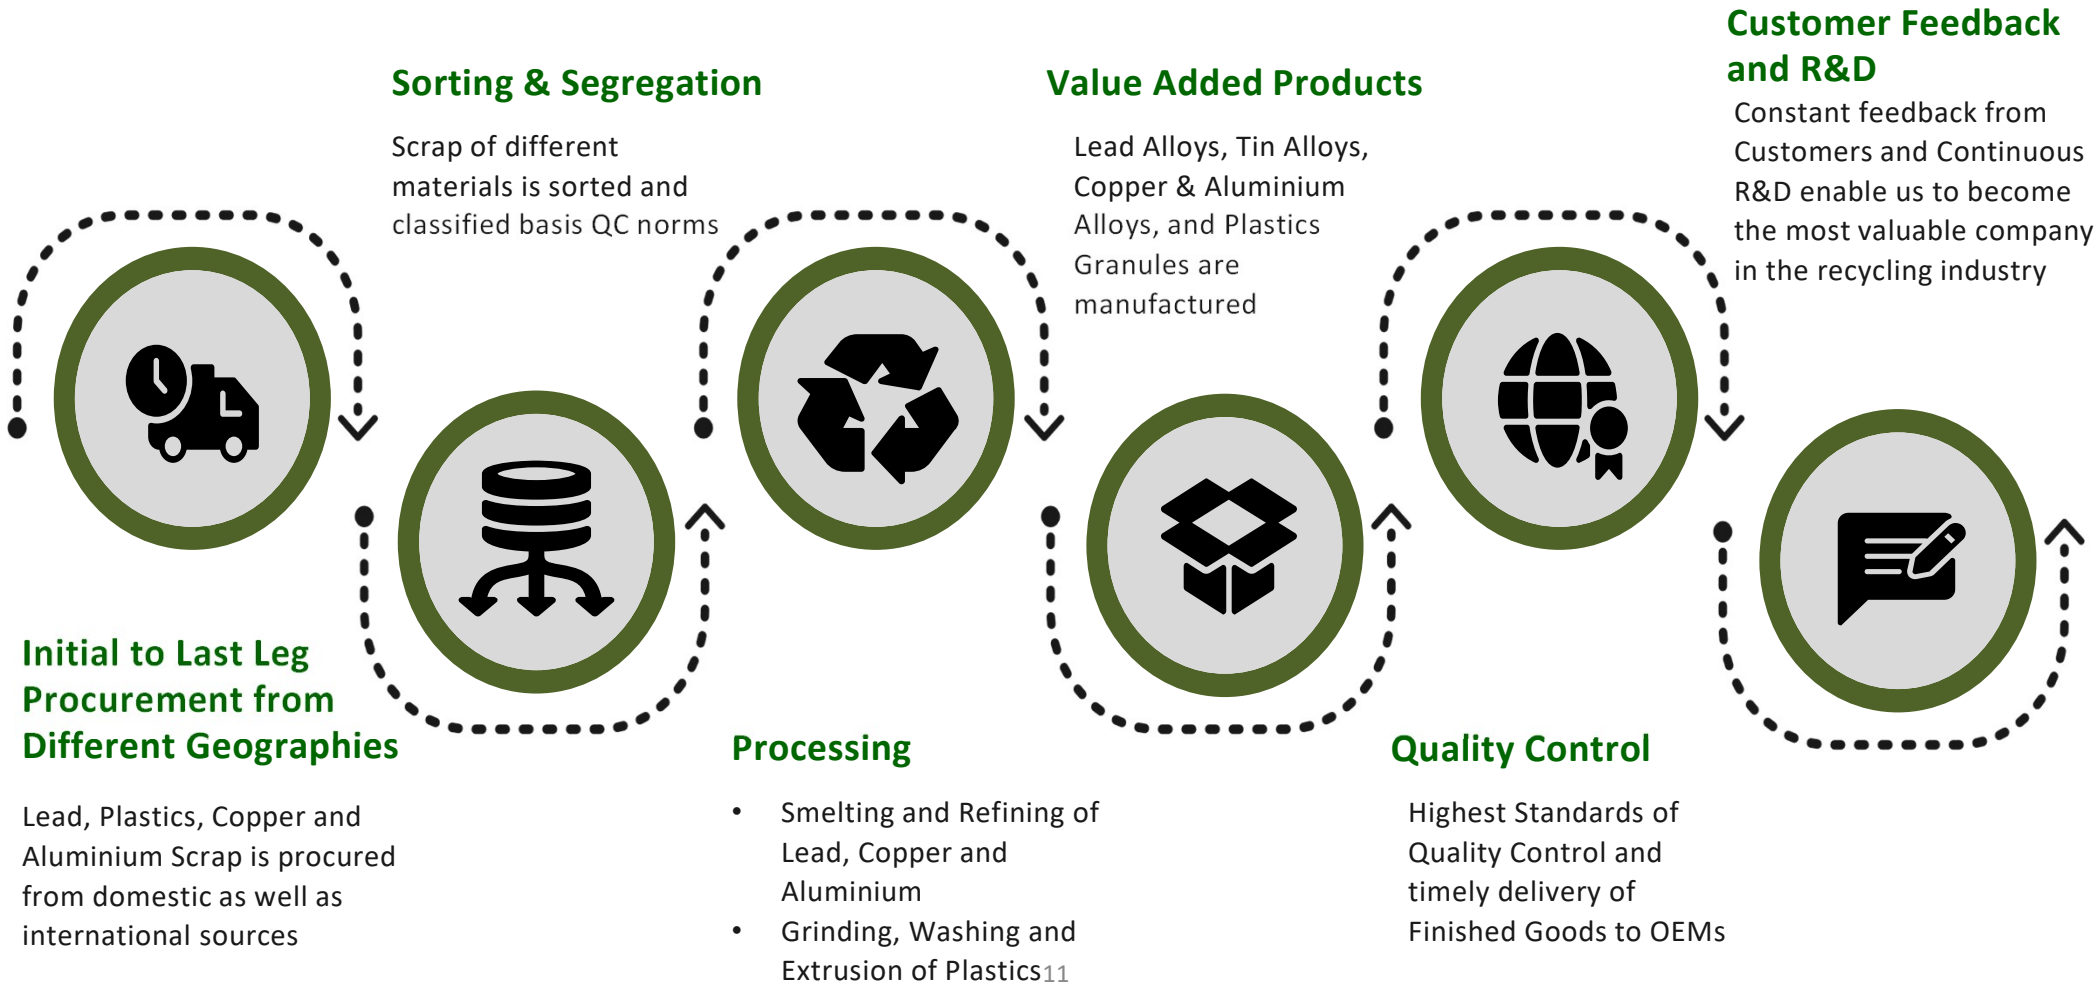 Initial to Last Leg
Procurement from
Different Geographies
Lead, Plastics, Copper and
Aluminium Scrap is procured
from domestic as well as
international sources
Sorting & Segregation
Scrap of different
materials is sorted and
classified basis QC norms
Processing
• Smelting and Refining of
Lead, Copper and
Aluminium
• Grinding, Washing and
Extrusion of Plastics
11
Value Added Products
Lead Alloys, Tin Alloys,
Copper & Aluminium
Alloys, and Plastics
Granules are
manufactured
Quality Control
Highest Standards of
Quality Control and
timely delivery of
Finished Goods to OEMs
Customer Feedback
and R&D
Constant feedback from
Customers and Continuous
R&D enable us to become
the most valuable company
in the recycling industry